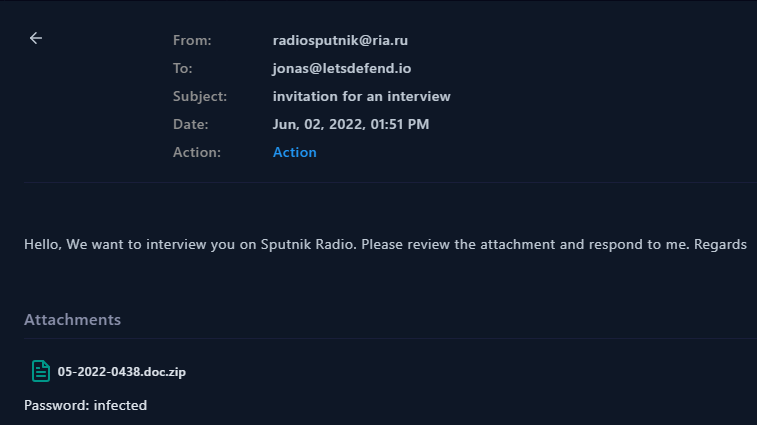 From: radiosputnik@ria.ru
To: jonas@letsdefend.io
Subject: invitation for an interview
Date: Jun, 02, 2022, 01:51 PM
Action: Action
Hello, We want to interview you on Sputnik Radio. Please review the attachment and respond to me. Regards
Attachments
05-2022-0438.doc.zip
Password: infected